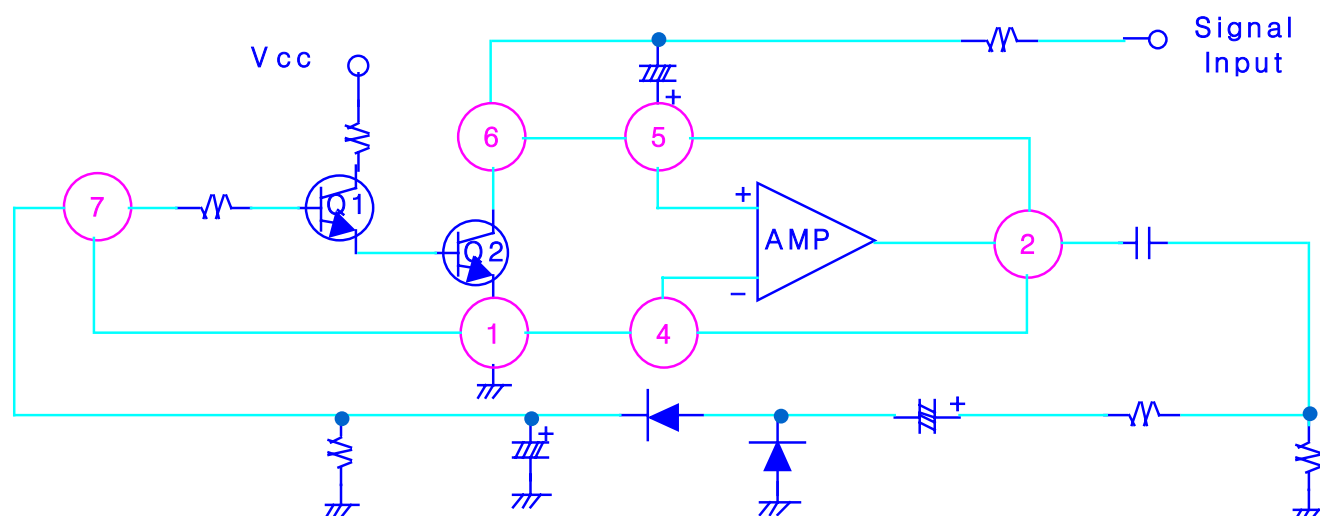 Signal
Input
Vcc
6
5
7
Q1
+
+
AMP
-
Q2
2
1
4
+
+